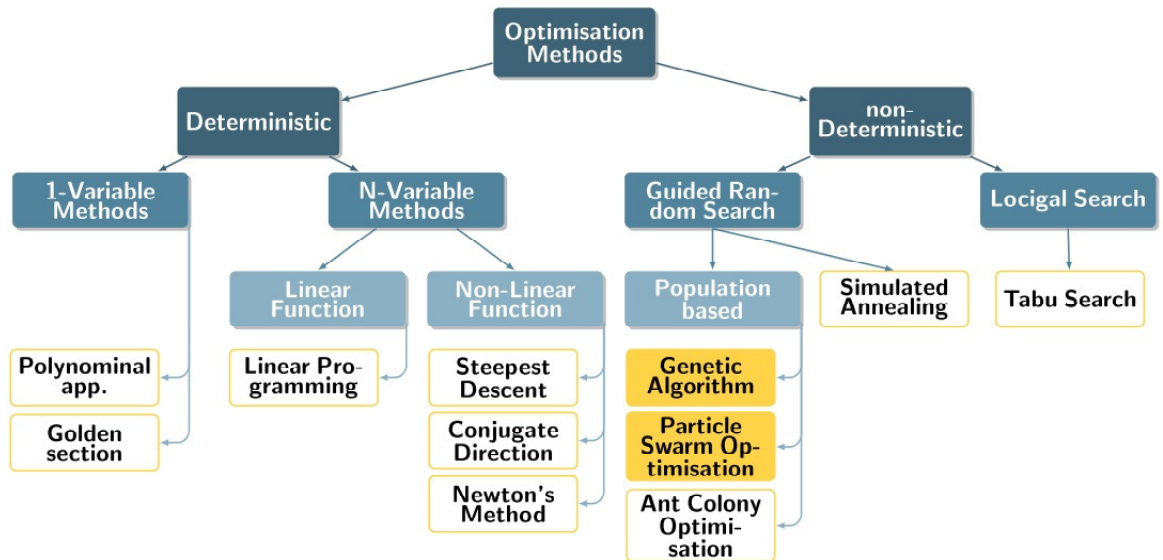 Optimisation
Methods
Deterministic
non-
Deterministic
1-Variable
Methods
N-Variable
Methods
Guided Ran-
dom Search
Locigal Search
Linear
Function
Non-Linear
Function
Population
based
Simulated
Annealing
Tabu Search
Polynominal
app.
Linear Pro-
gramming
Steepest
Descent
Genetic
Algorithm
Golden
section
Conjugate
Direction
Particle
Swarm Op-
timisation
Newton's
Method
Ant Colony
Optimi-
sation